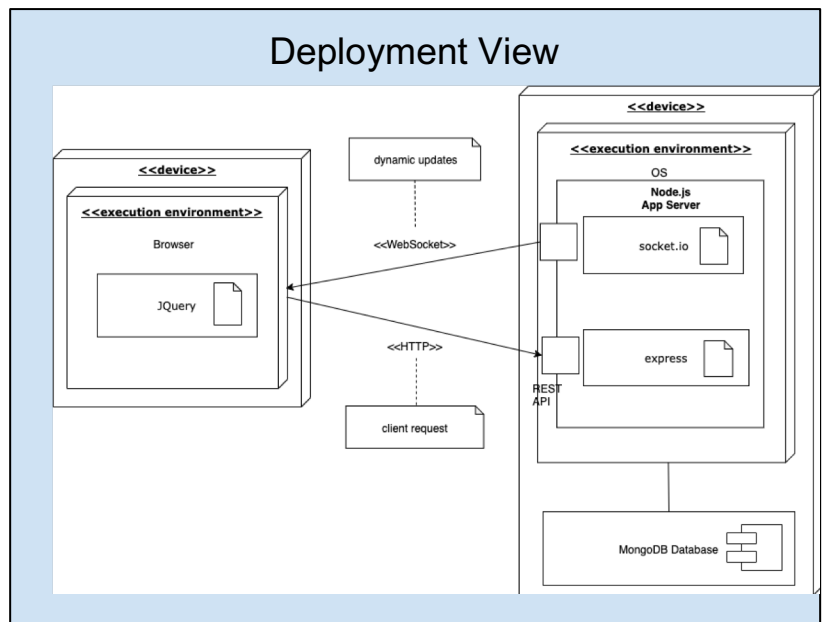 Deployment View
<<device>>
<<execution environment>>
Browser
JQuery
dynamic updates
<<WebSocket>>
<<HTTP>>
client request
<<device>>
<<execution environment>>
OS
Node.js
App Server
socket.io
express
REST
API
MongoDB Database